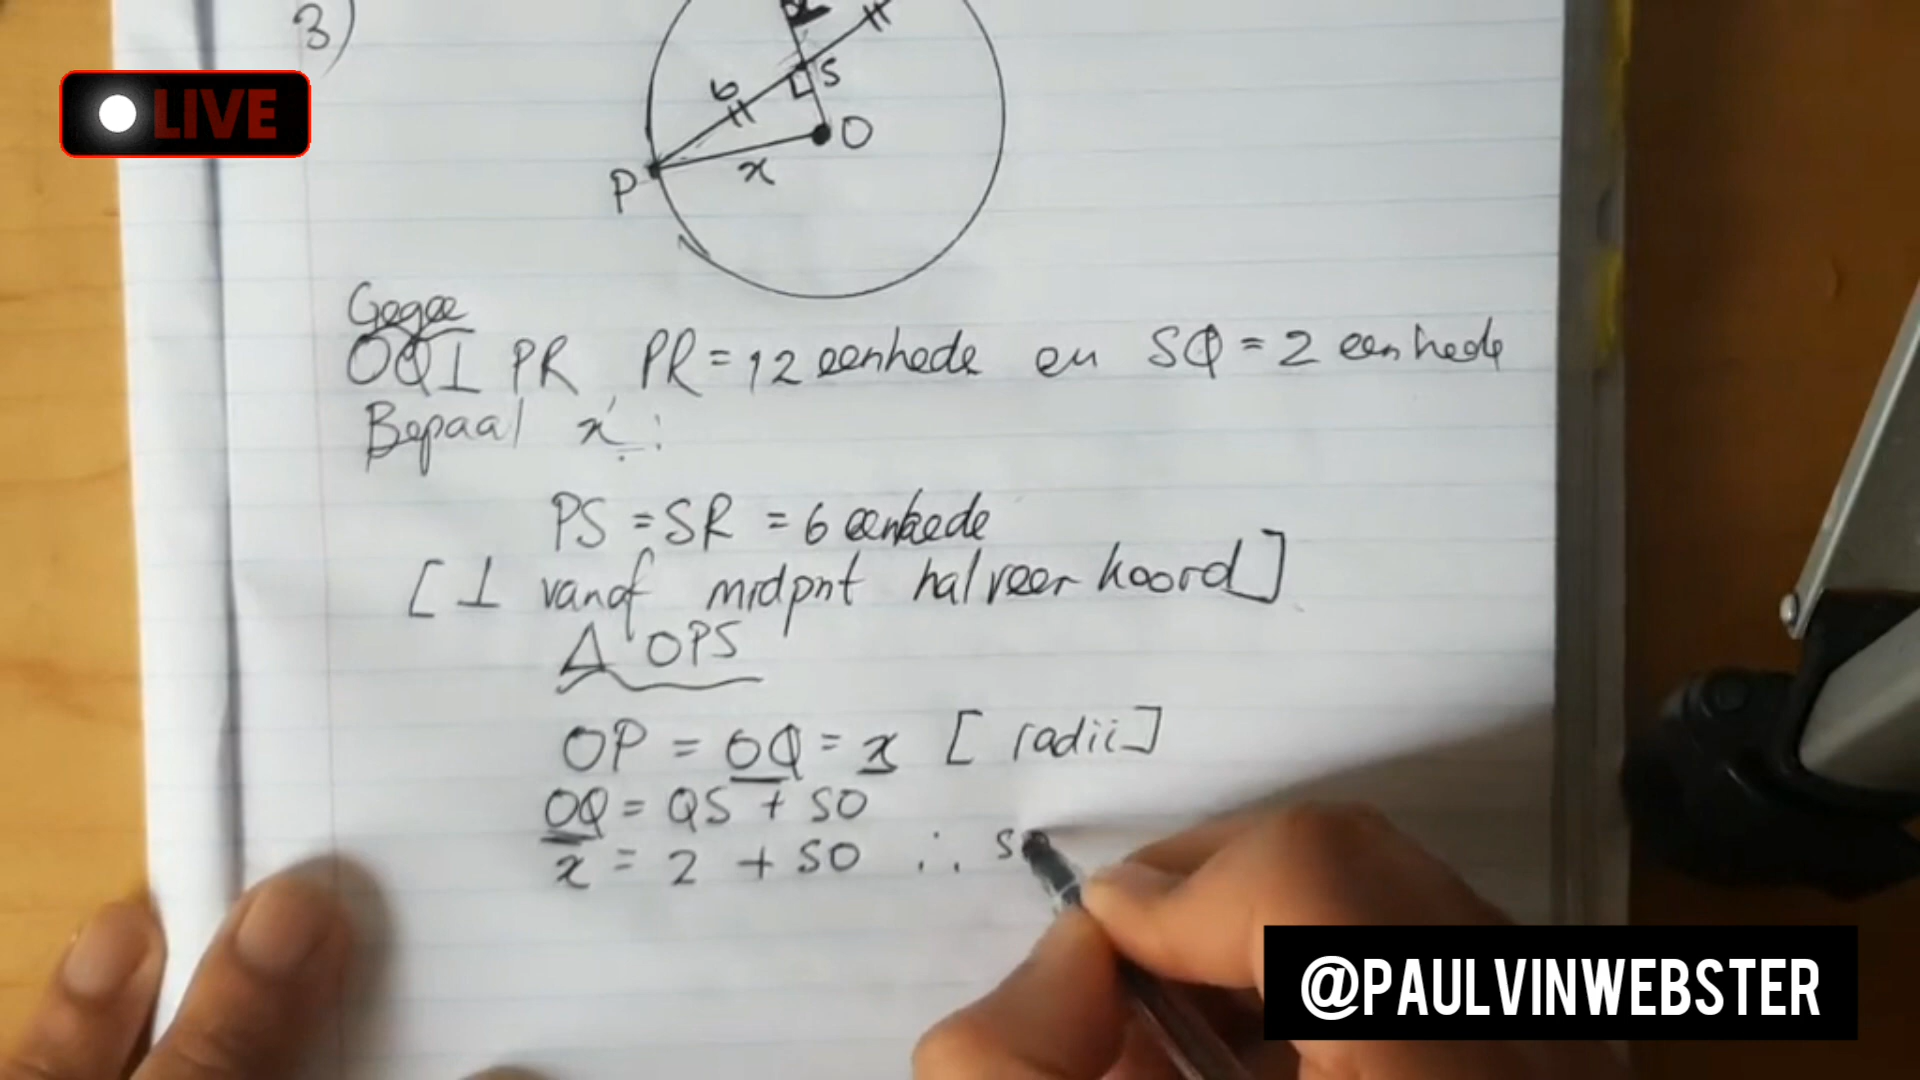 3)
LIVE
S
6
O
x
P
Gegee
OQ ⊥ PR, PR = 12 eenhede en SQ = 2 eenhede
Bepaal x:
PS = SR = 6 eenhede
[⊥ vanaf midpnt halveer koord]
Δ OPS
OP = OQ = x [radii]
OQ = QS + SO
x = 2 + SO ∴ S
@PAULVINWEBSTER